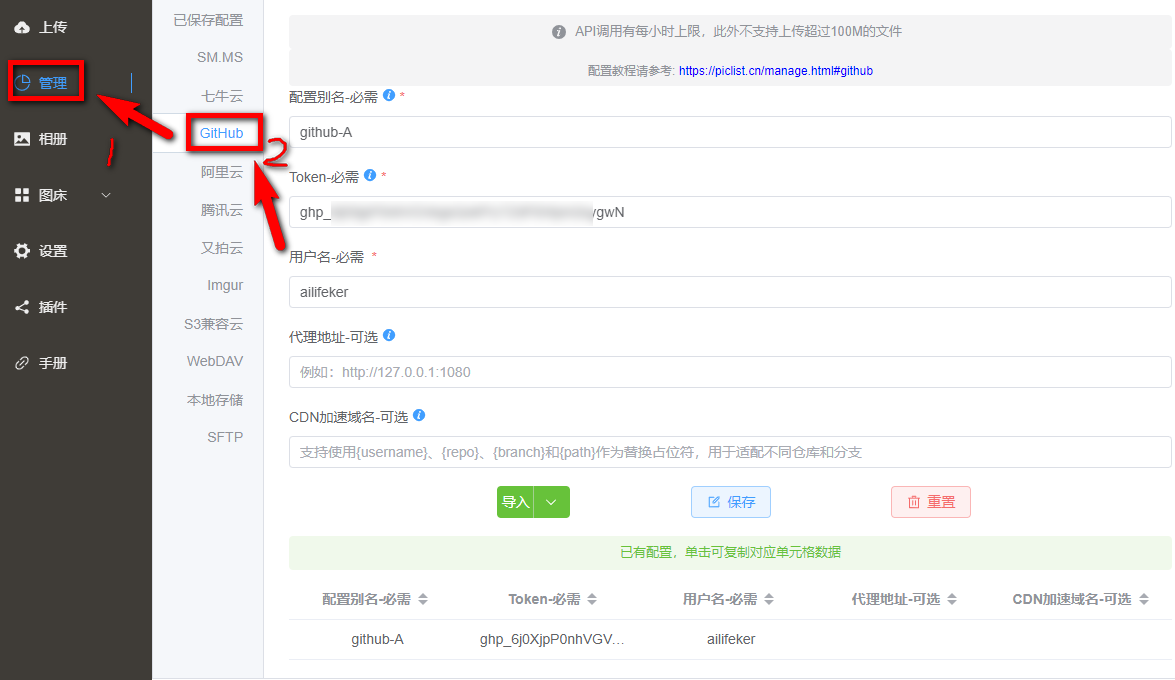 上传
管理
相册
图床
设置
插件
手册
1
2
已保存配置
SM.MS
七牛云
GitHub
阿里云
腾讯云
又拍云
Imgur
S3兼容云
WebDAV
本地存储
SFTP
API调用有每小时上限，此外不支持上传超过100M的文件
配置教程请参考: https://piclist.cn/manage.html#github
配置别名-必需 *
github-A
Token-必需 *
ghp_ vgwN
用户名-必需 *
ailifeker
代理地址-可选
例如：http://127.0.0.1:1080
CDN加速域名-可选
支持使用{username}、{repo}、{branch}和{path}作为替换占位符，用于适配不同仓库和分支
导入 保存 重置
已有配置，单击可复制对应单元格数据
配置别名-必需 Token-必需 用户名-必需 代理地址-可选 CDN加速域名-可选
github-A ghp_6j0XjpP0nhVGV... ailifeker